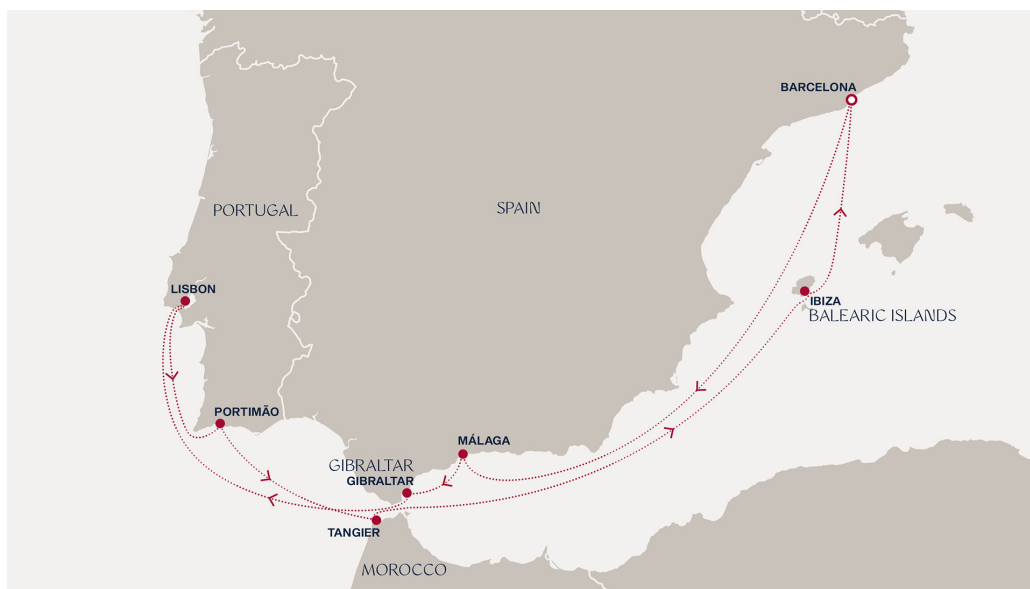 BARCELONA
PORTUGAL
SPAIN
LISBON
IBIZA
BALEARIC ISLANDS
PORTIMÃO
MÁLAGA
GIBRALTAR
GIBRALTAR
TANGIER
MOROCCO